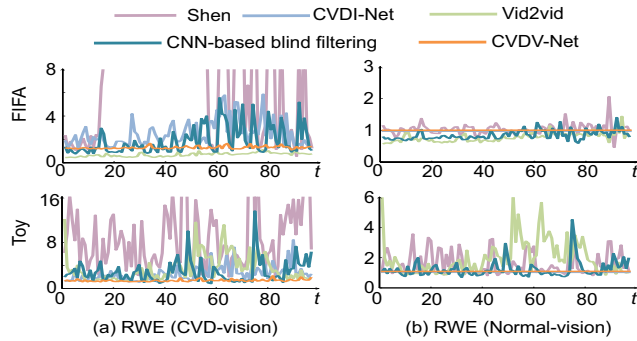 Shen CVDI-Net Vid2vid
CNN-based blind filtering CVDV-Net
FIFA
8
4
0
0 20 40 60 80 t
3
2
1
0
0 20 40 60 80 t
Toy
16
8
0
0 20 40 60 80 t
6
4
2
0
0 20 40 60 80 t
(a) RWE (CVD-vision) (b) RWE (Normal-vision)